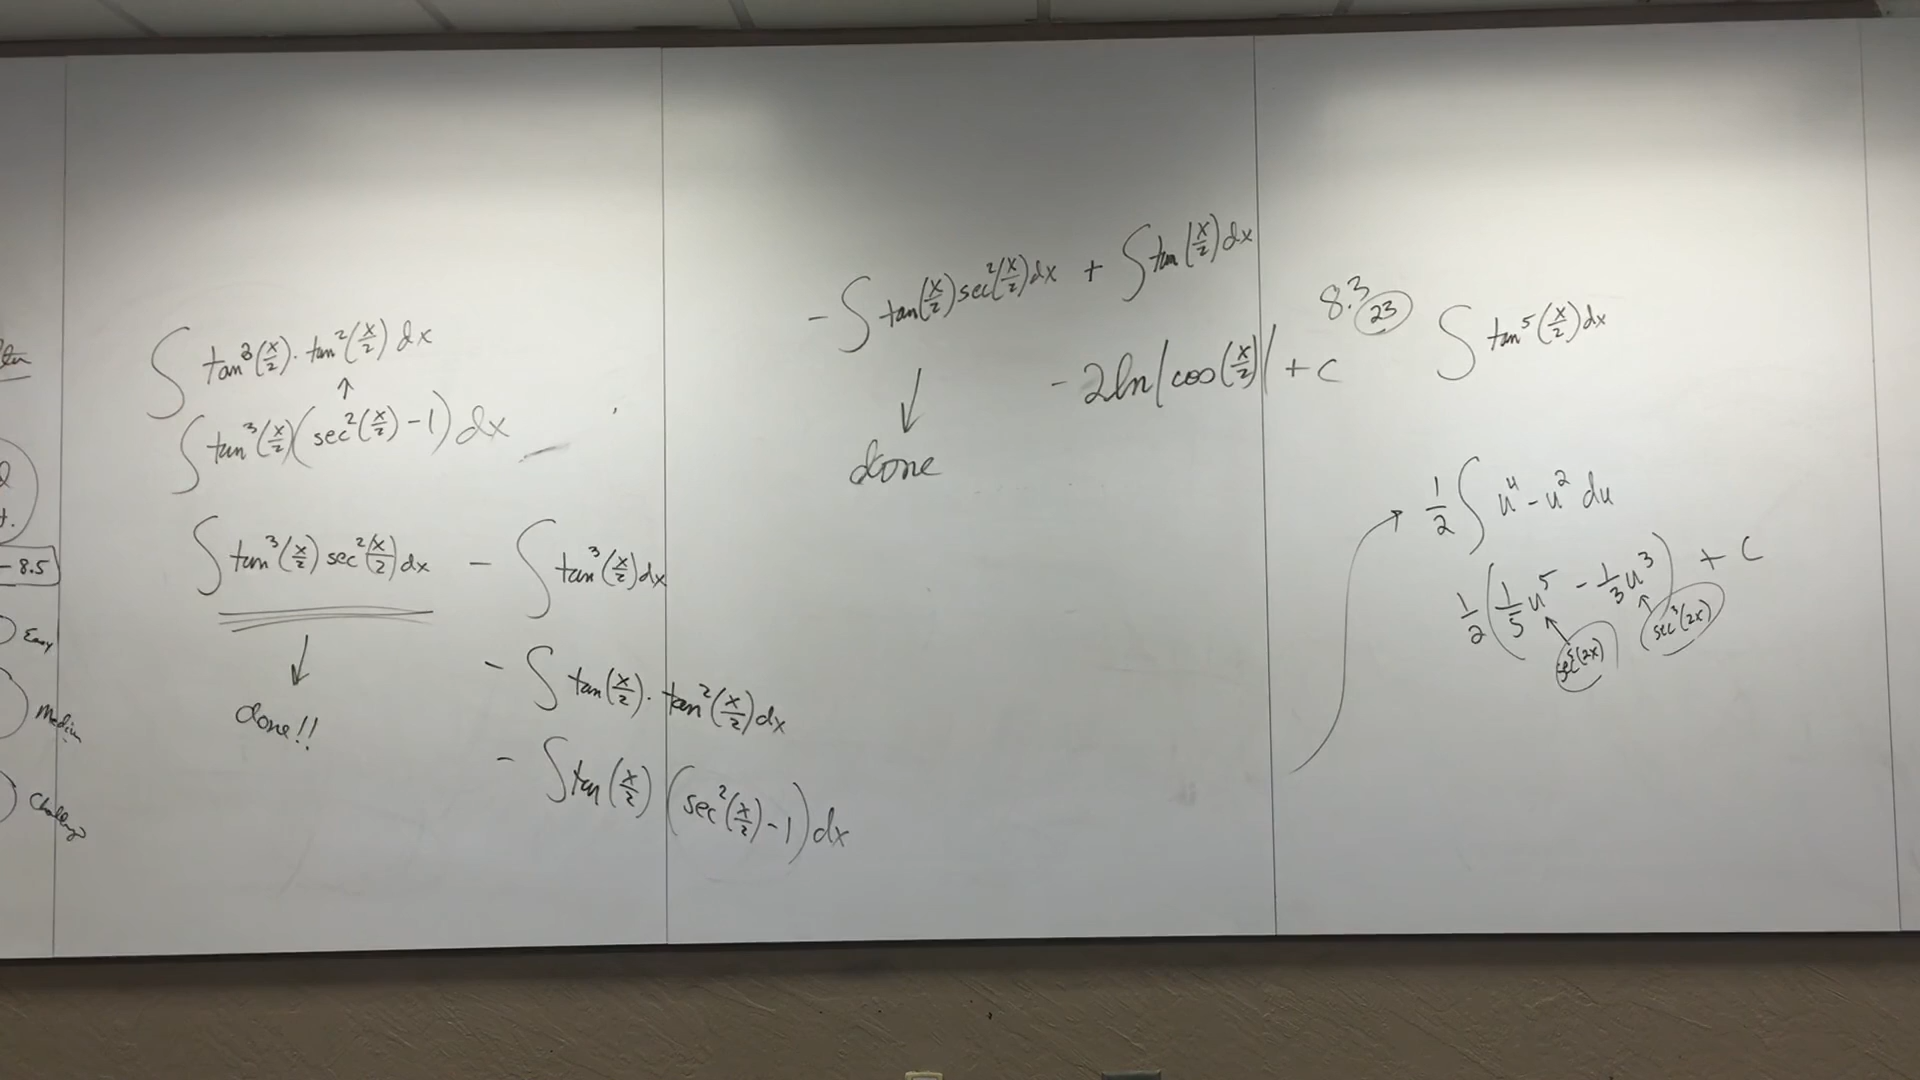 ∫ tan³(x/2) · tan²(x/2) dx
↑
∫ tan³(x/2)(sec²(x/2) − 1) dx
∫ tan³(x/2) sec²(x/2) dx − ∫ tan³(x/2) dx
↓
done!!
− ∫ tan(x/2) · tan²(x/2) dx
− ∫ tan(x/2) (sec²(x/2) − 1) dx
− ∫ tan(x/2) sec²(x/2) dx + ∫ tan(x/2) dx
↓
done
− 2 ln|cos(x/2)| + C
8.3 23 ∫ tan⁵(x/2) dx
→ 1/2 ∫ u⁴ − u² du
1/2 (1/5 u⁵ − 1/3 u³) + C
sec⁵(2x) sec³(2x)
t.
– 8.5
Easy
Medium